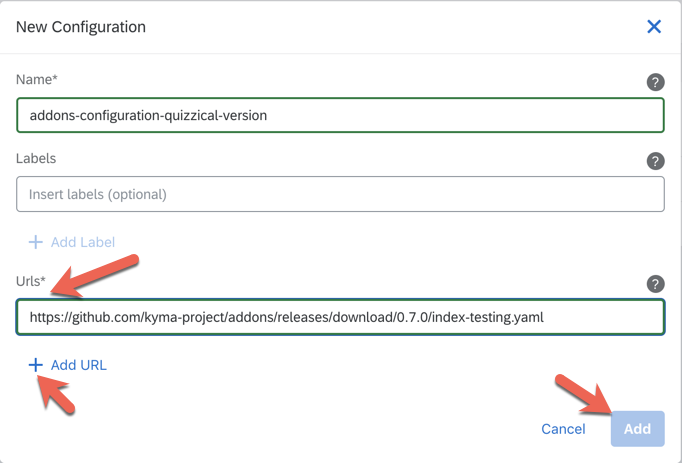 New Configuration
Name*
addons-configuration-quizzical-version
Labels
Insert labels (optional)
+ Add Label
Urls*
https://github.com/kyma-project/addons/releases/download/0.7.0/index-testing.yaml
+ Add URL
Cancel Add